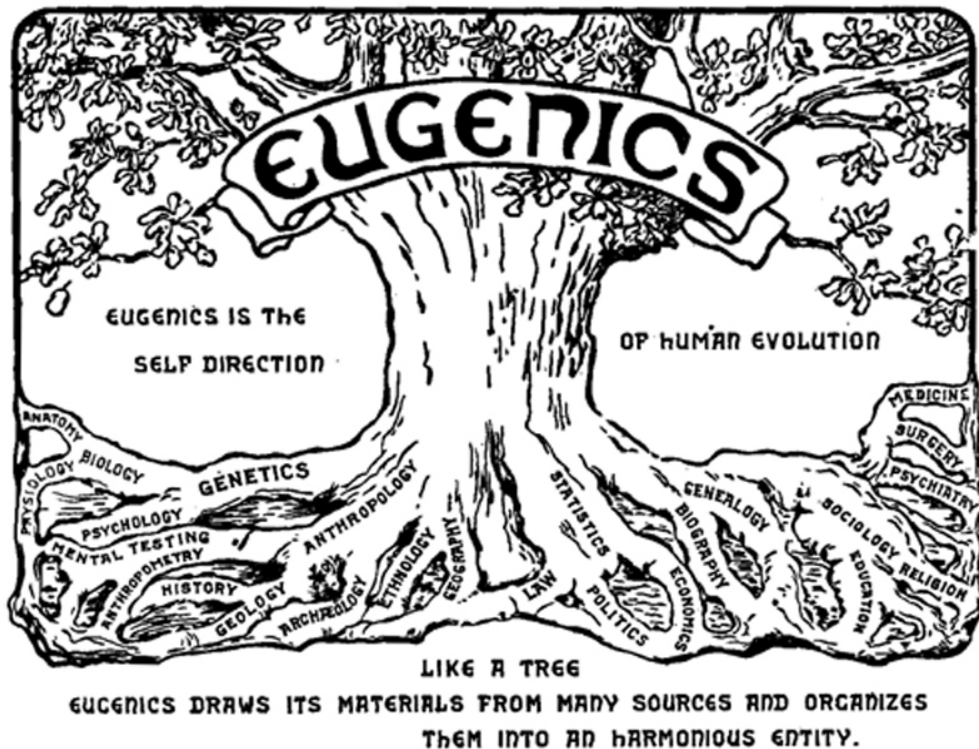 EUGENICS
EUGENICS IS THE
SELF DIRECTION
OF HUMAN EVOLUTION
ANATOMY
PHYSIOLOGY
BIOLOGY
GENETICS
PSYCHOLOGY
MENTAL TESTING
ANTHROPOMETRY
HISTORY
ANTHROPOLOGY
GEOLOGY
ARCHÆOLOGY
ETHNOLOGY
GEOGRAPHY
LAW
STATISTICS
POLITICS
ECONOMICS
BIOGRAPHY
GENEALOGY
SOCIOLOGY
EDUCATION
RELIGION
PSYCHIATRY
SURGERY
MEDICINE
LIKE A TREE
EUGENICS DRAWS ITS MATERIALS FROM MANY SOURCES AND ORGANIZES
THEM INTO AN HARMONIOUS ENTITY.